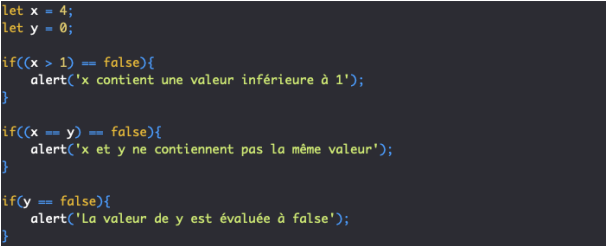 let x = 4;
let y = 0;
if((x > 1) == false){
alert('x contient une valeur inférieure à 1');
}
if((x == y) == false){
alert('x et y ne contiennent pas la même valeur');
}
if(y == false){
alert('La valeur de y est évaluée à false');
}